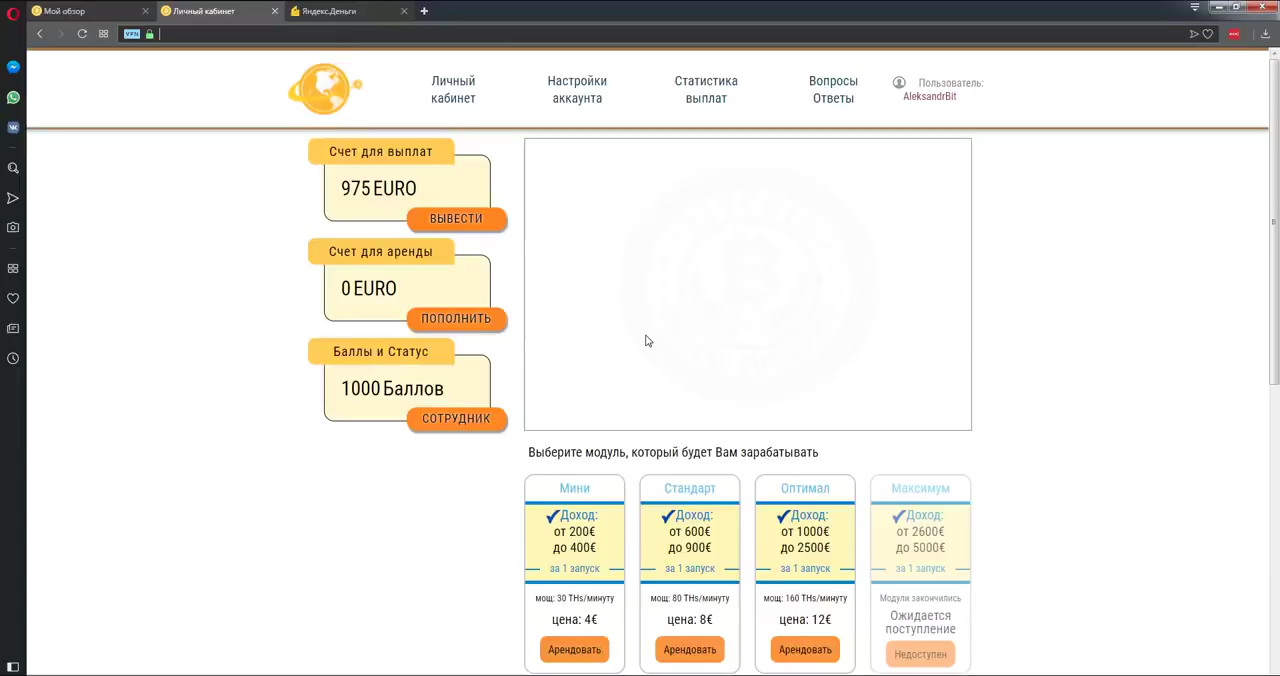 Мой обзор
Личный кабинет
Яндекс.Деньги
VPN
Личный
кабинет
Настройки
аккаунта
Статистика
выплат
Вопросы
Ответы
Пользователь:
AleksandrBit
Счет для выплат
975 EURO
ВЫВЕСТИ
Счет для аренды
0 EURO
ПОПОЛНИТЬ
Баллы и Статус
1000 Баллов
СОТРУДНИК
Выберите модуль, который будет Вам зарабатывать
Мини
Доход:
от 200€
до 400€
за 1 запуск
мощ: 30 THs/минуту
цена: 4€
Арендовать
Стандарт
Доход:
от 600€
до 900€
за 1 запуск
мощ: 80 THs/минуту
цена: 8€
Арендовать
Оптимал
Доход:
от 1000€
до 2500€
за 1 запуск
мощ: 160 THs/минуту
цена: 12€
Арендовать
Максимум
Доход:
от 2600€
до 5000€
за 1 запуск
Модули закончились
Ожидается
поступление
Недоступен